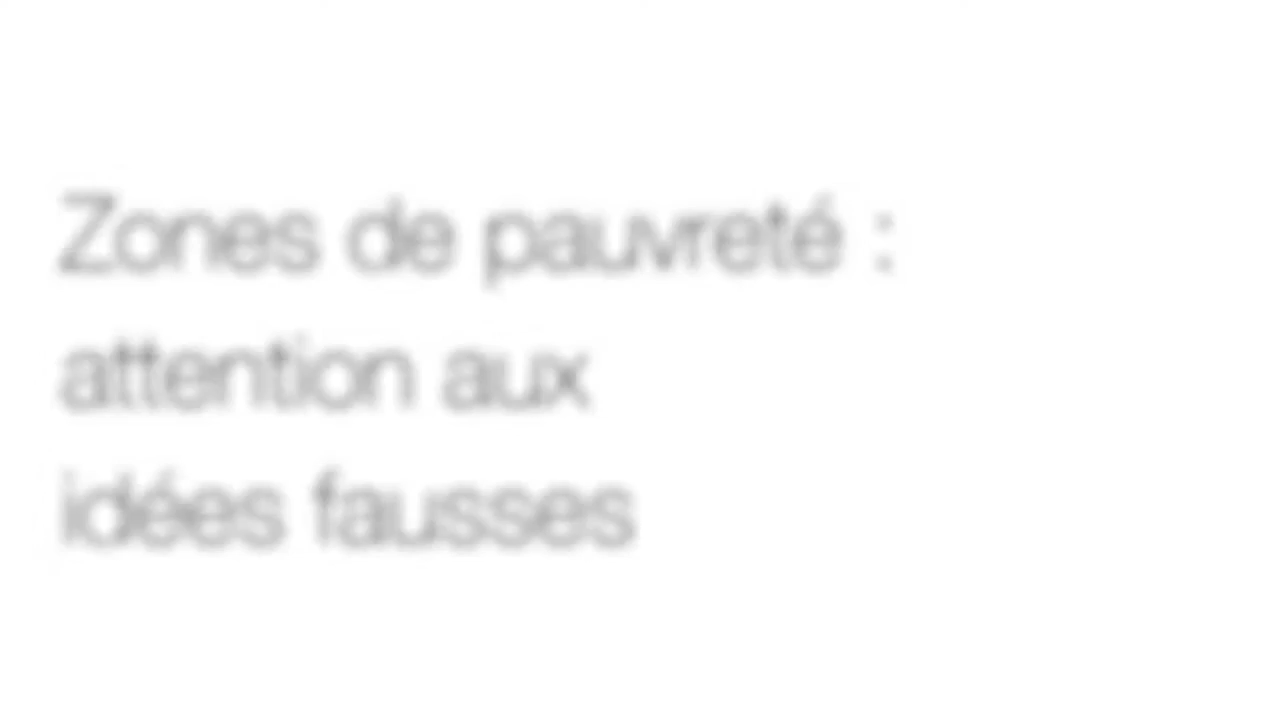 Zones de pauvreté :
attention aux
idées fausses